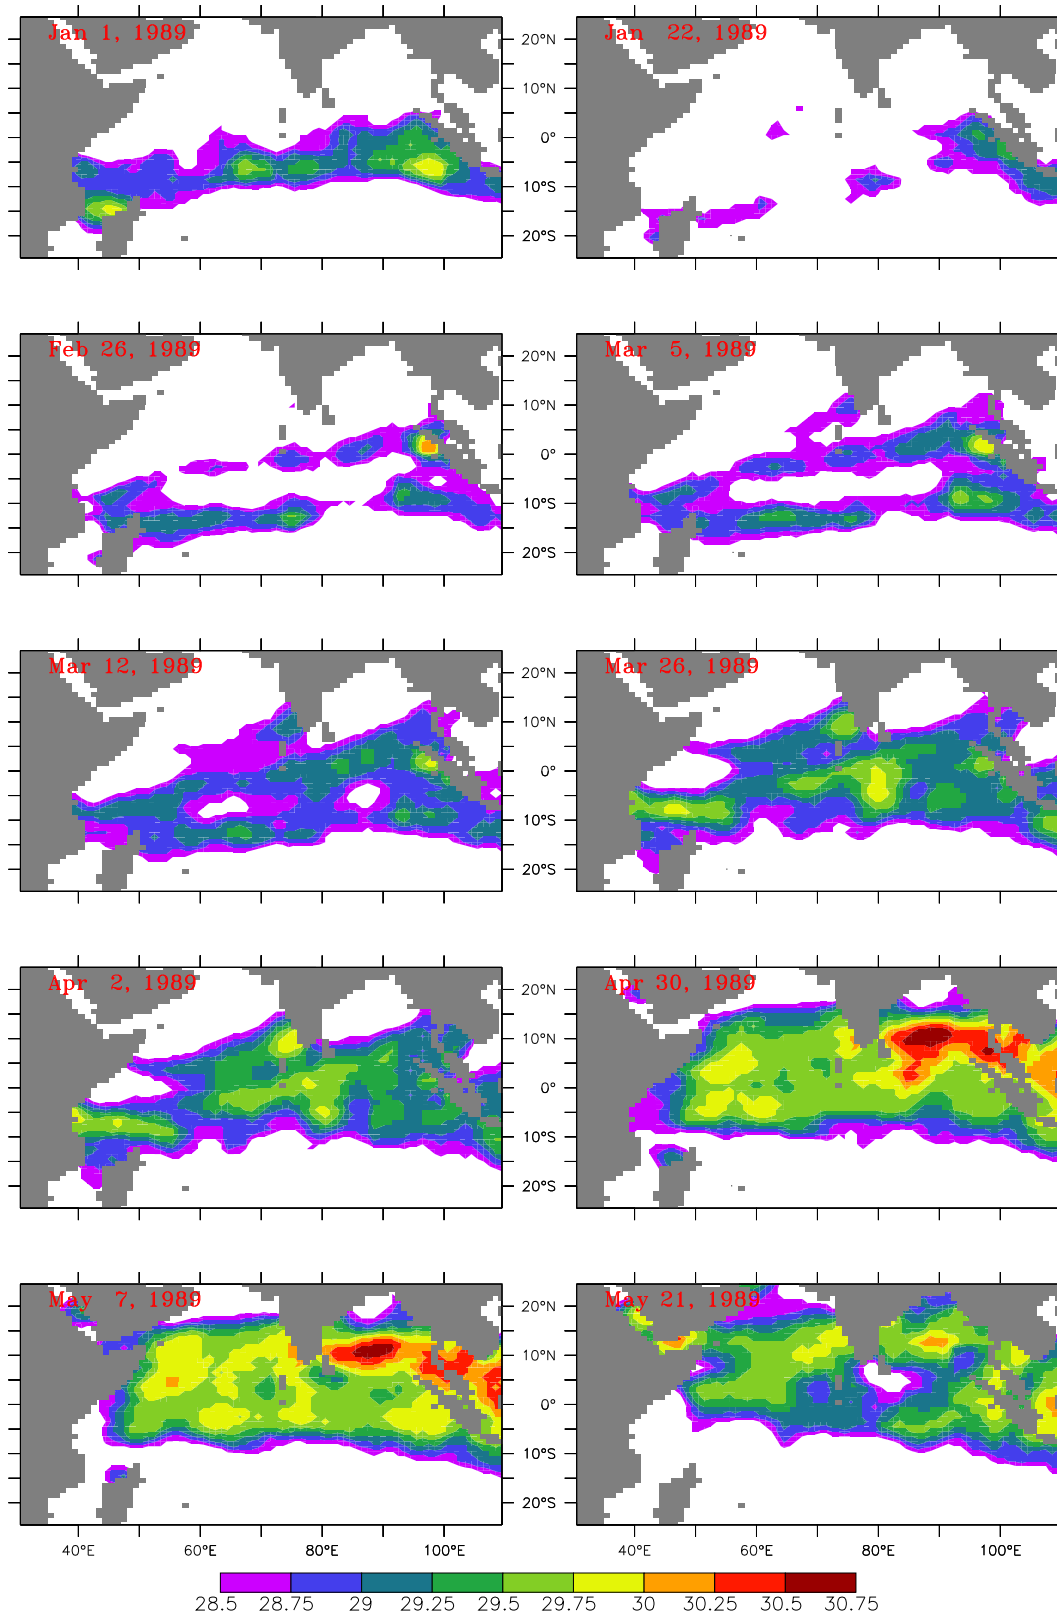 Jan 1, 1989
Jan 22, 1989
20°N
10°N
0°
10°S
20°S
Feb 26, 1989
Mar 5, 1989
20°N
10°N
0°
10°S
20°S
Mar 12, 1989
Mar 26, 1989
20°N
10°N
0°
10°S
20°S
Apr 2, 1989
Apr 30, 1989
20°N
10°N
0°
10°S
20°S
May 7, 1989
May 21, 1989
20°N
10°N
0°
10°S
20°S
40°E 60°E 80°E 100°E 40°E 60°E 80°E 100°E
28.5 28.75 29 29.25 29.5 29.75 30 30.25 30.5 30.75